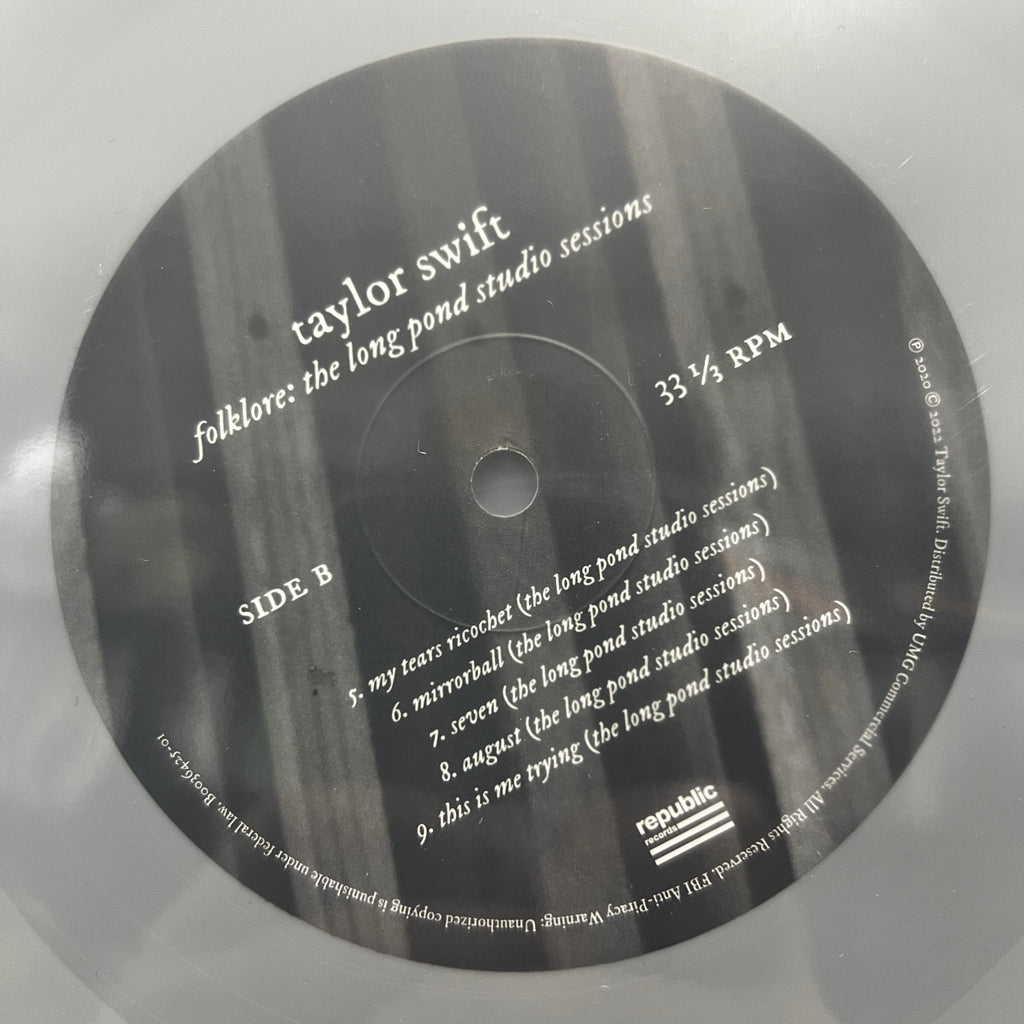 taylor swift
folklore: the long pond studio sessions
33 1/3 RPM
SIDE B
5. my tears ricochet (the long pond studio sessions)
6. mirrorball (the long pond studio sessions)
7. seven (the long pond studio sessions)
8. august (the long pond studio sessions)
9. this is me trying (the long pond studio sessions)
republic
records
℗ 2020 © 2022 Taylor Swift. Distributed by UMG Commercial Services. All Rights Reserved. FBI Anti-Piracy Warning: Unauthorized copying is punishable under federal law. B0036425-01